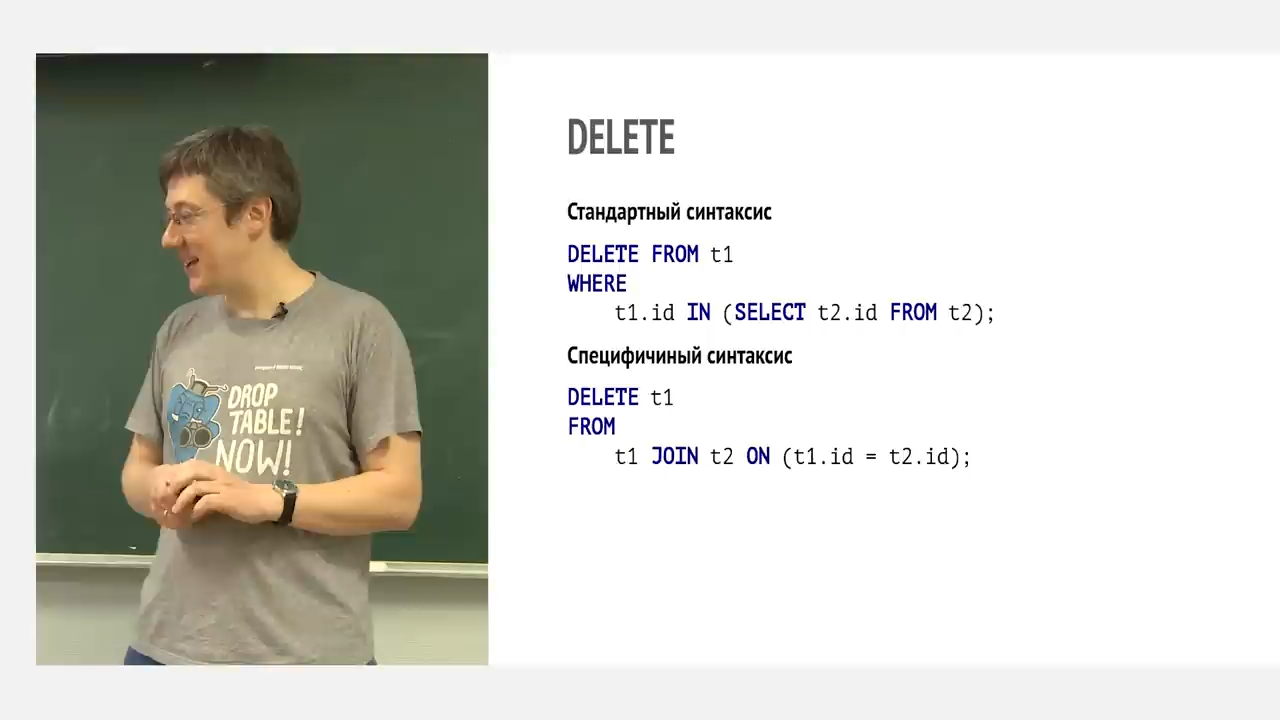 DROP
TABLE!
NOW!
DELETE
Стандартный синтаксис
DELETE FROM t1
WHERE
t1.id IN (SELECT t2.id FROM t2);
Специфичиный синтаксис
DELETE t1
FROM
t1 JOIN t2 ON (t1.id = t2.id);